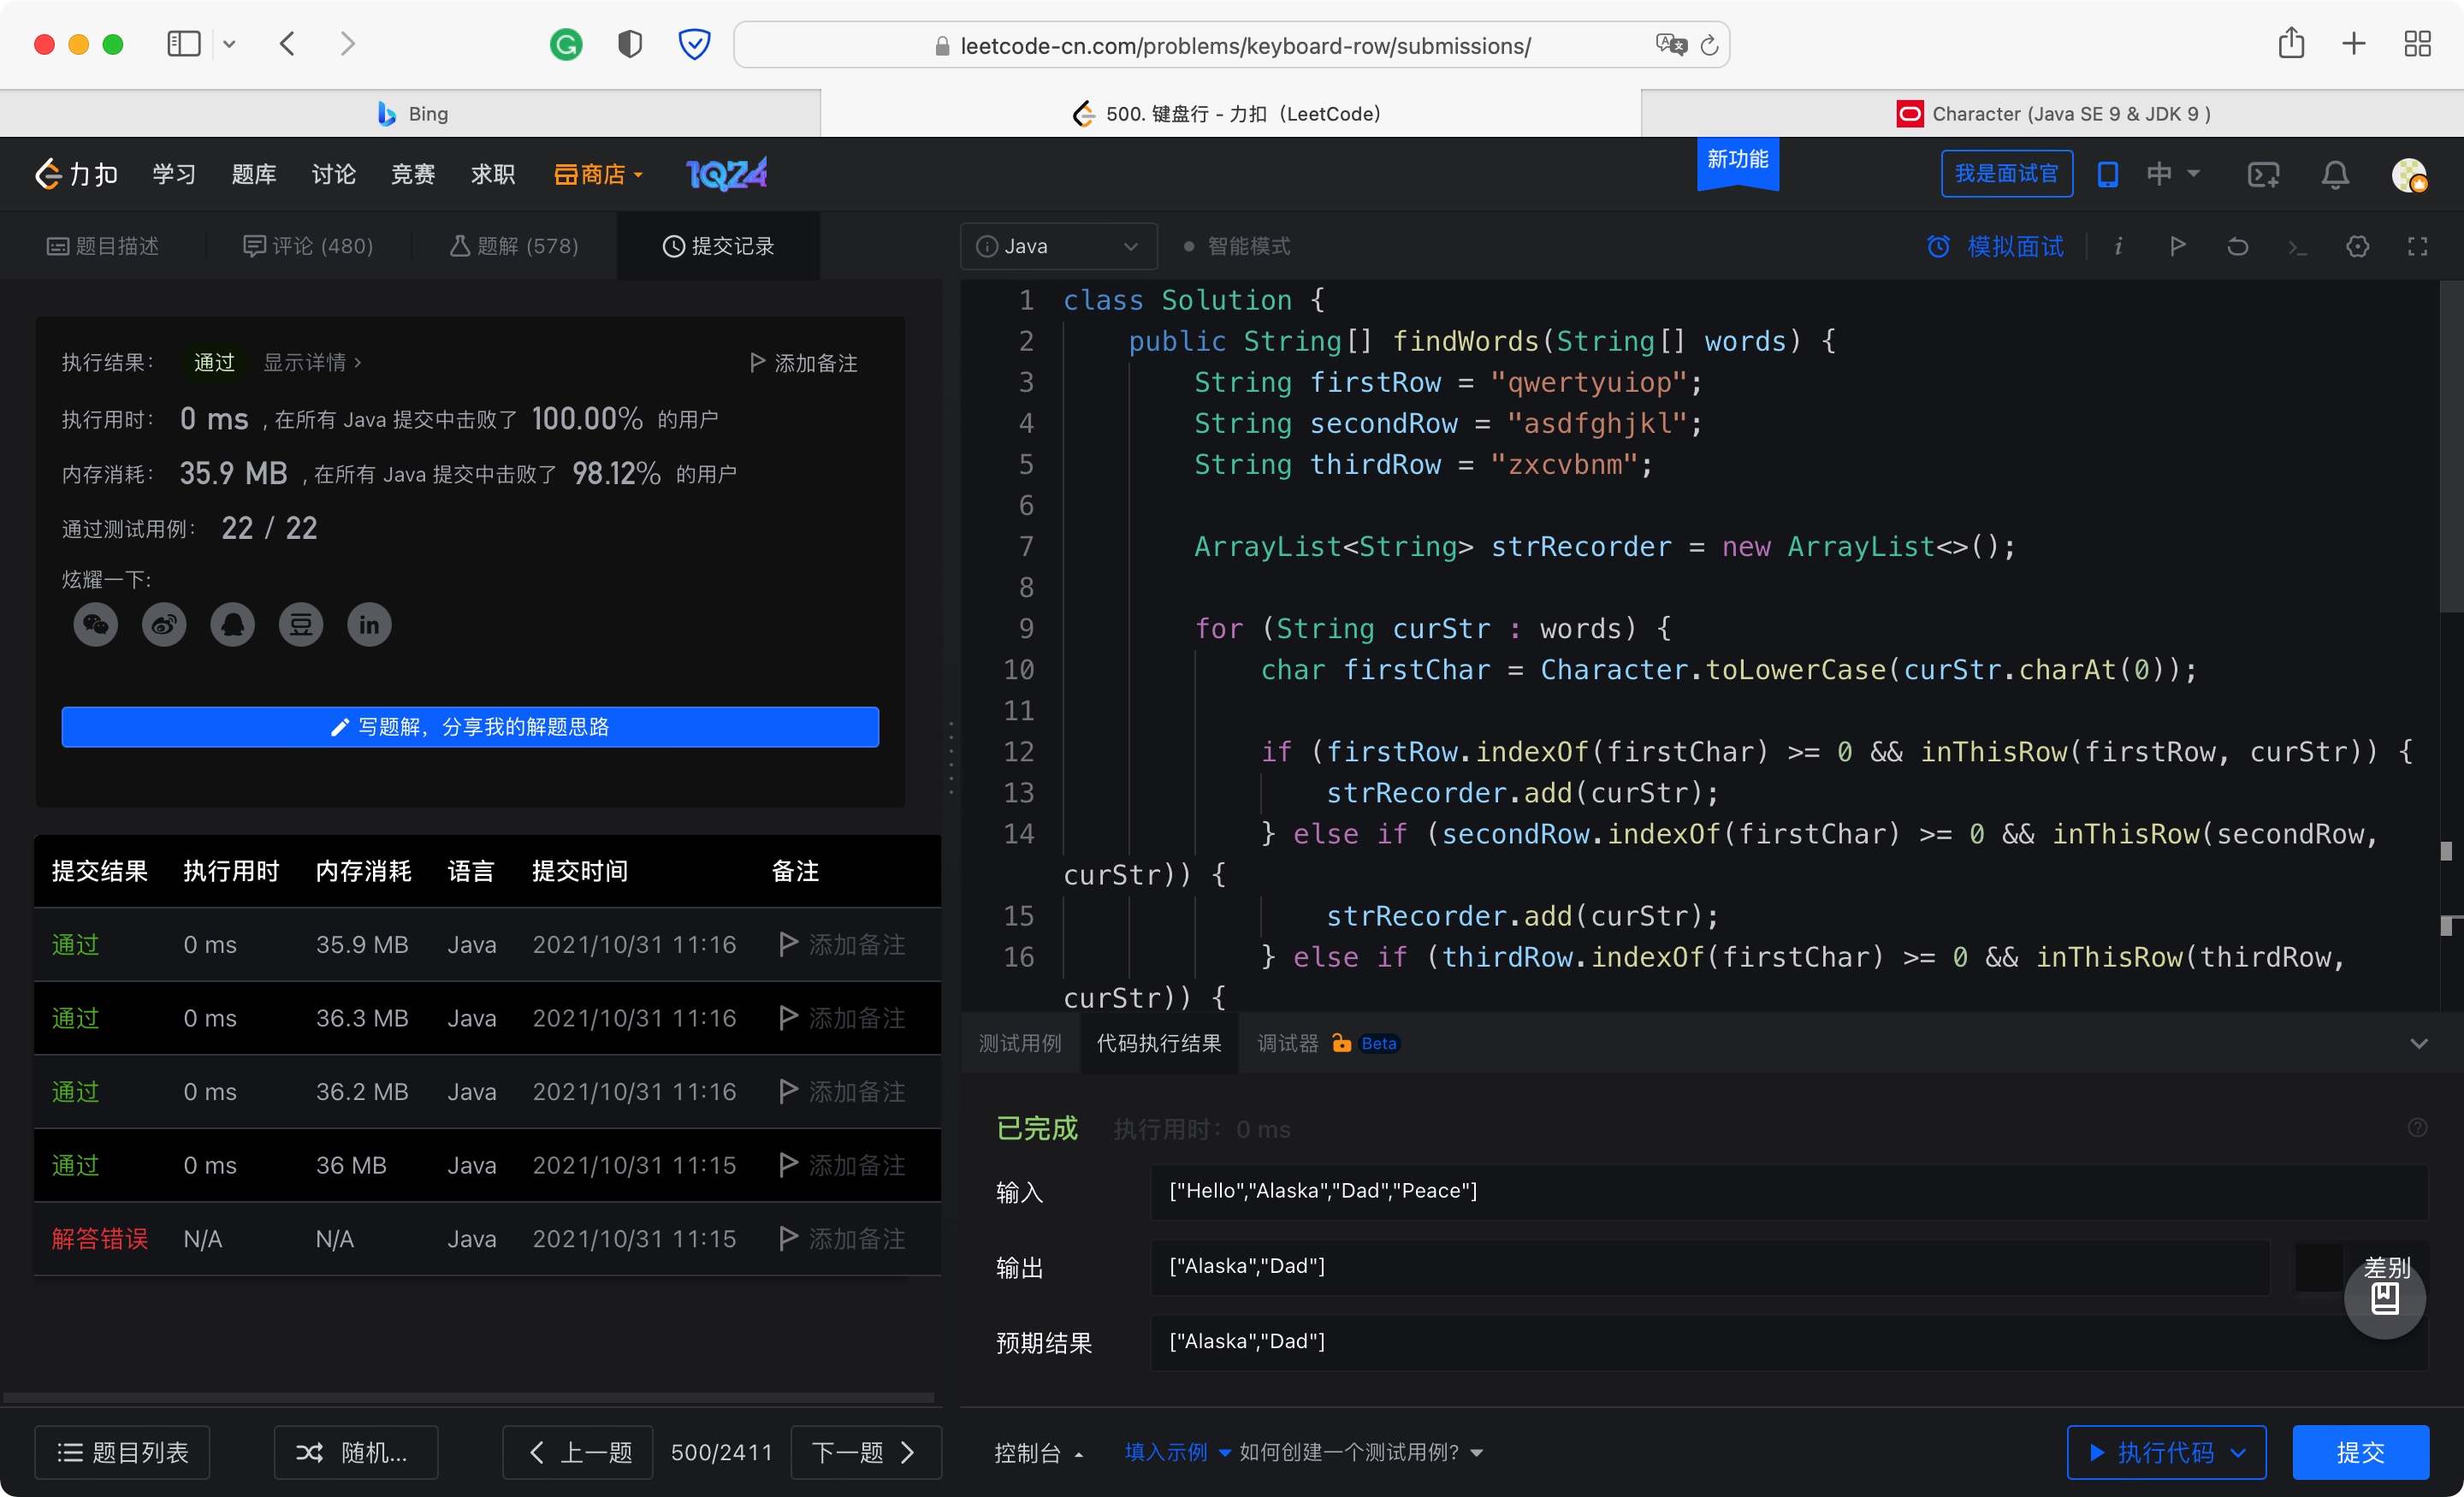 leetcode-cn.com/problems/keyboard-row/submissions/
Bing
500. 键盘行 - 力扣（LeetCode）
Character (Java SE 9 & JDK 9 )
力扣
学习
题库
讨论
竞赛
求职
商店
1024
新功能
我是面试官
中
题目描述
评论 (480)
题解 (578)
提交记录
Java
智能模式
模拟面试
执行结果：
通过
显示详情 ›
添加备注
执行用时：
0 ms , 在所有 Java 提交中击败了 100.00% 的用户
内存消耗：
35.9 MB , 在所有 Java 提交中击败了 98.12% 的用户
通过测试用例：
22 / 22
炫耀一下:
豆
in
写题解，分享我的解题思路
提交结果 执行用时 内存消耗 语言 提交时间 备注
通过 0 ms 35.9 MB Java 2021/10/31 11:16 添加备注
通过 0 ms 36.3 MB Java 2021/10/31 11:16 添加备注
通过 0 ms 36.2 MB Java 2021/10/31 11:16 添加备注
通过 0 ms 36 MB Java 2021/10/31 11:15 添加备注
解答错误 N/A N/A Java 2021/10/31 11:15 添加备注
题目列表
随机...
上一题
500/2411
下一题
1 class Solution {
2 public String[] findWords(String[] words) {
3 String firstRow = "qwertyuiop";
4 String secondRow = "asdfghjkl";
5 String thirdRow = "zxcvbnm";
6
7 ArrayList<String> strRecorder = new ArrayList<>();
8
9 for (String curStr : words) {
10 char firstChar = Character.toLowerCase(curStr.charAt(0));
11
12 if (firstRow.indexOf(firstChar) >= 0 && inThisRow(firstRow, curStr)) {
13 strRecorder.add(curStr);
14 } else if (secondRow.indexOf(firstChar) >= 0 && inThisRow(secondRow,
curStr)) {
15 strRecorder.add(curStr);
16 } else if (thirdRow.indexOf(firstChar) >= 0 && inThisRow(thirdRow,
curStr)) {
测试用例
代码执行结果
调试器
Beta
已完成
执行用时：0 ms
输入
["Hello","Alaska","Dad","Peace"]
输出
["Alaska","Dad"]
差别
预期结果
["Alaska","Dad"]
控制台
填入示例
如何创建一个测试用例?
执行代码
提交